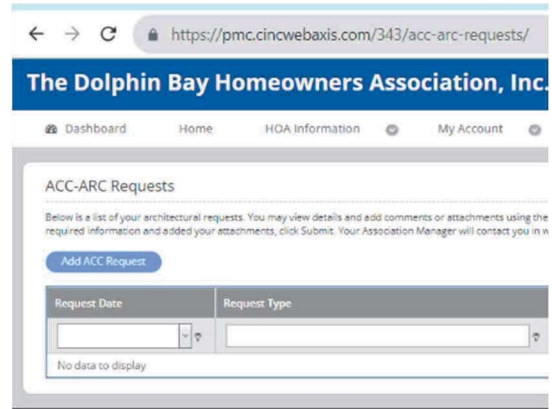 https://pmc.cincwebaxis.com/343/acc-arc-requests/
The Dolphin Bay Homeowners Association, Inc.
Dashboard Home HOA Information My Account
ACC-ARC Requests
Below is a list of your architectural requests. You may view details and add comments or attachments using the
required information and added your attachments, click Submit. Your Association Manager will contact you in w
Add ACC Request
Request Date Request Type
No data to display